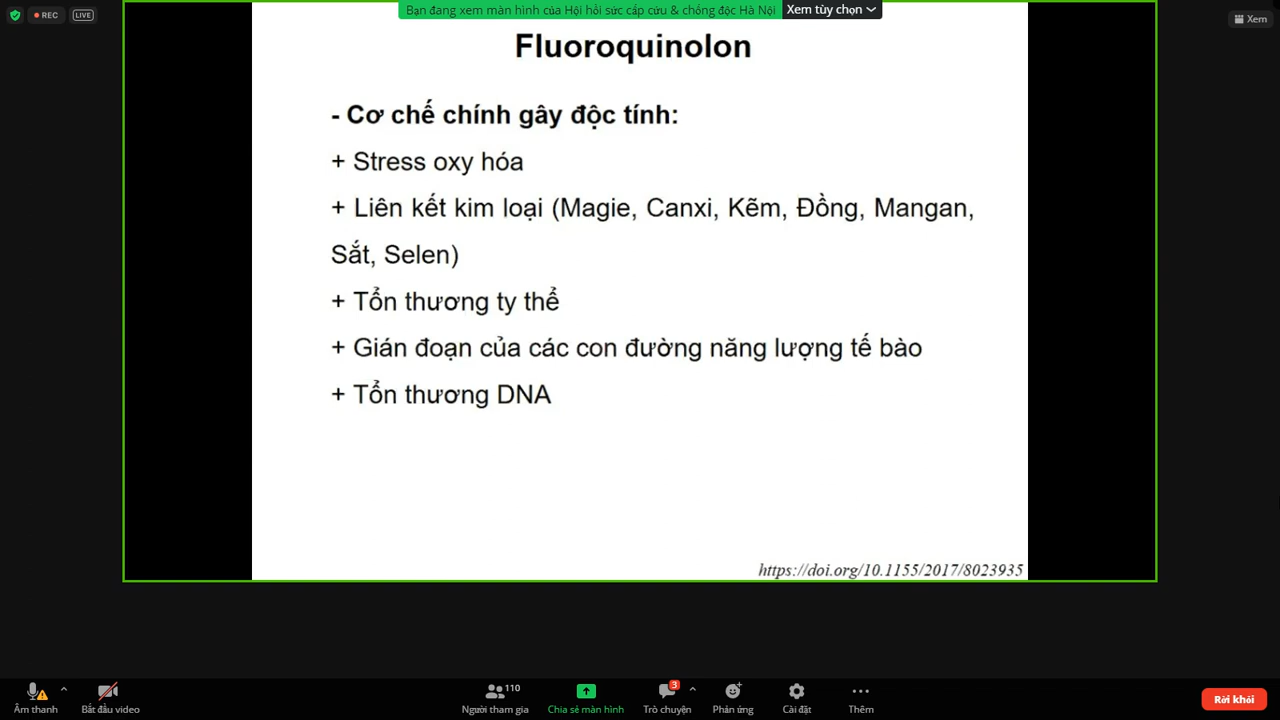 REC
LIVE
Bạn đang xem màn hình của Hội hồi sức cấp cứu & chống độc Hà Nội
Xem tùy chọn
Xem
Fluoroquinolon
- Cơ chế chính gây độc tính:
+ Stress oxy hóa
+ Liên kết kim loại (Magie, Canxi, Kẽm, Đồng, Mangan,
Sắt, Selen)
+ Tổn thương ty thể
+ Gián đoạn của các con đường năng lượng tế bào
+ Tổn thương DNA
https://doi.org/10.1155/2017/8023935
110
3
Âm thanh
Bắt đầu video
Người tham gia
Chia sẻ màn hình
Trò chuyện
Phản ứng
Cài đặt
Thêm
Rời khỏi